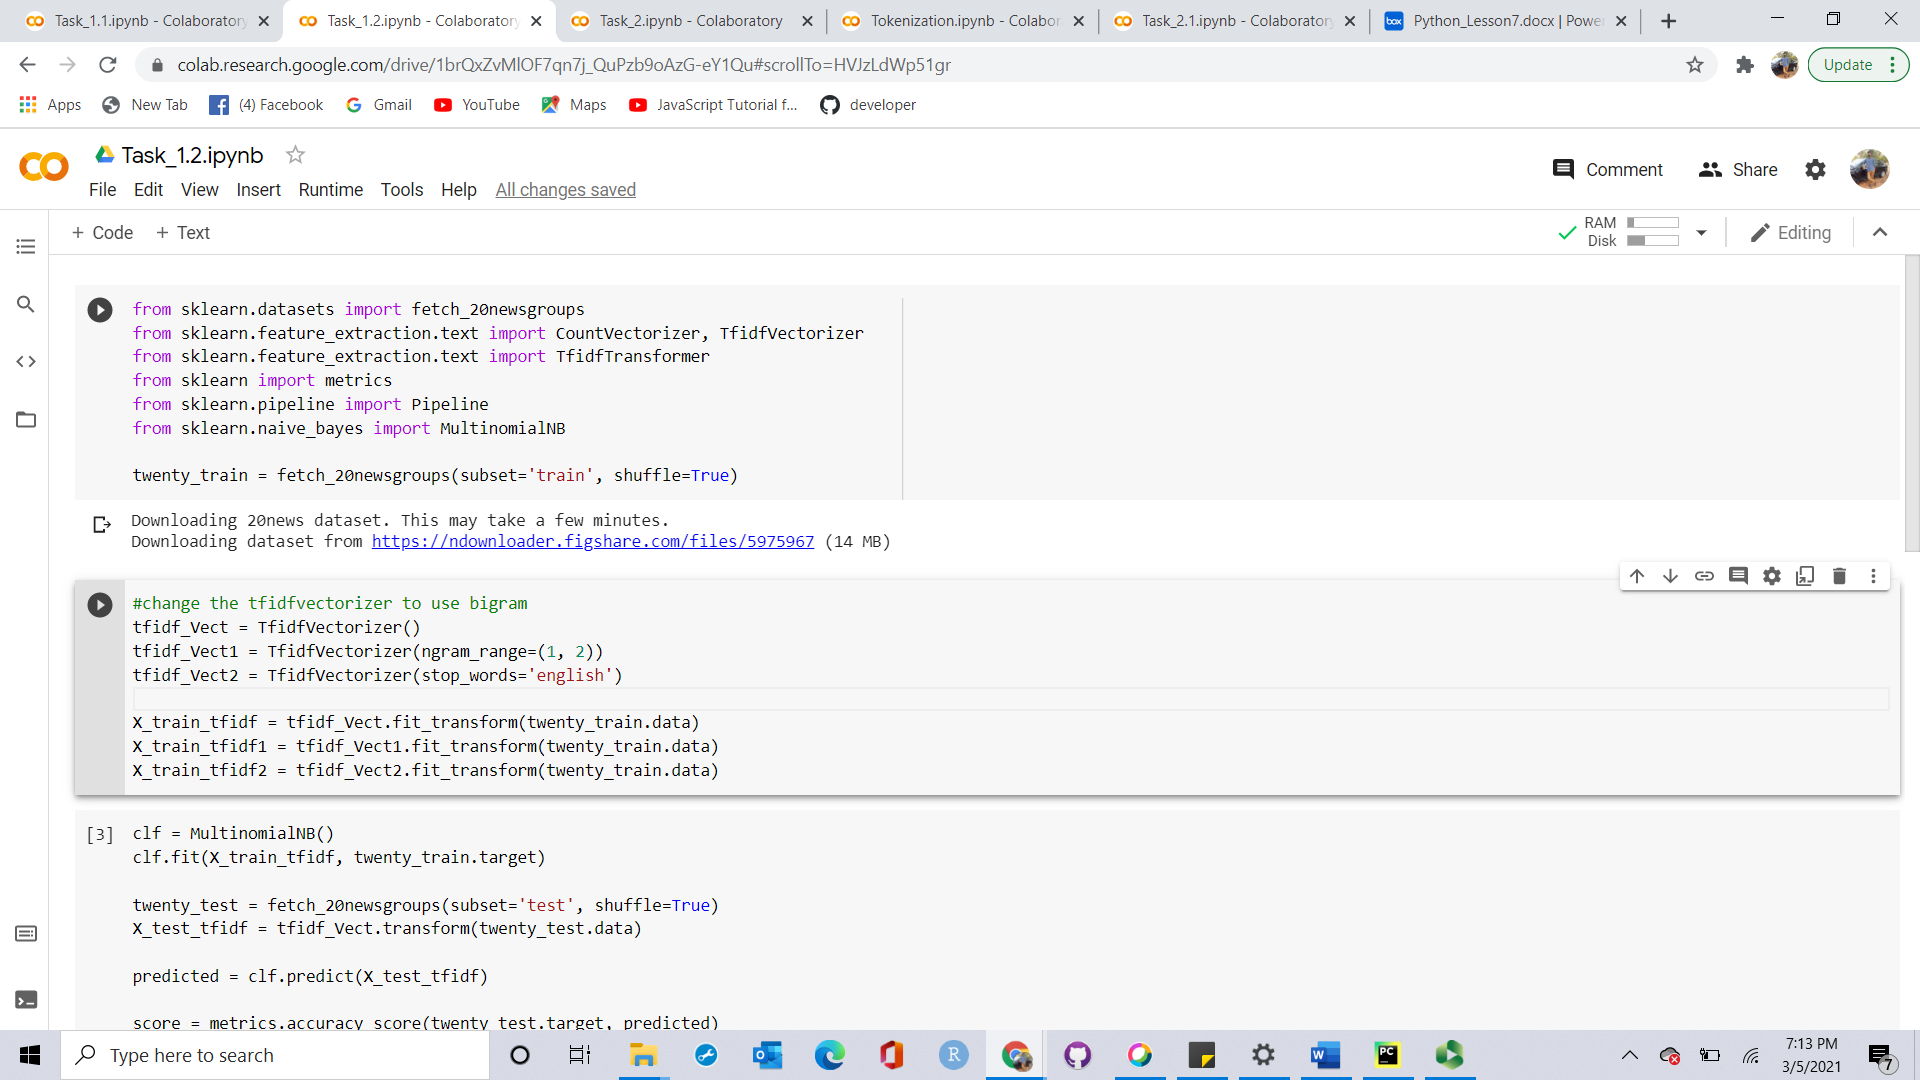 Task_1.1.ipynb - Colaboratory
Task_1.2.ipynb - Colaboratory
Task_2.ipynb - Colaboratory
Tokenization.ipynb - Colabor
Task_2.1.ipynb - Colaboratory
box Python_Lesson7.docx | Powe
colab.research.google.com/drive/1brQxZvMlOF7qn7j_QuPzb9oAzG-eY1Qu#scrollTo=HVJzLdWp51gr
Update
Apps New Tab (4) Facebook Gmail YouTube Maps JavaScript Tutorial f... developer
Task_1.2.ipynb
Comment Share
File Edit View Insert Runtime Tools Help All changes saved
+ Code + Text
RAM
Disk
Editing
from sklearn.datasets import fetch_20newsgroups
from sklearn.feature_extraction.text import CountVectorizer, TfidfVectorizer
from sklearn.feature_extraction.text import TfidfTransformer
from sklearn import metrics
from sklearn.pipeline import Pipeline
from sklearn.naive_bayes import MultinomialNB
twenty_train = fetch_20newsgroups(subset='train', shuffle=True)
Downloading 20news dataset. This may take a few minutes.
Downloading dataset from https://ndownloader.figshare.com/files/5975967 (14 MB)
#change the tfidfvectorizer to use bigram
tfidf_Vect = TfidfVectorizer()
tfidf_Vect1 = TfidfVectorizer(ngram_range=(1, 2))
tfidf_Vect2 = TfidfVectorizer(stop_words='english')
X_train_tfidf = tfidf_Vect.fit_transform(twenty_train.data)
X_train_tfidf1 = tfidf_Vect1.fit_transform(twenty_train.data)
X_train_tfidf2 = tfidf_Vect2.fit_transform(twenty_train.data)
[3] clf = MultinomialNB()
clf.fit(X_train_tfidf, twenty_train.target)
twenty_test = fetch_20newsgroups(subset='test', shuffle=True)
X_test_tfidf = tfidf_Vect.transform(twenty_test.data)
predicted = clf.predict(X_test_tfidf)
score = metrics.accuracy_score(twenty_test.target, predicted)
Type here to search
R
PC
7:13 PM
3/5/2021
7